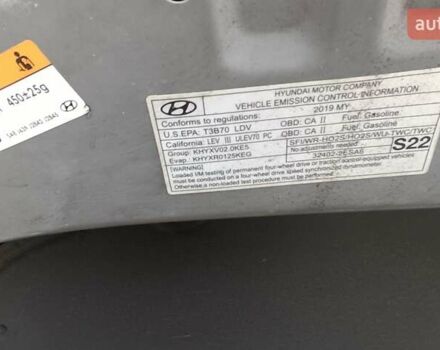 auto
450±25g
HYUNDAI MOTOR COMPANY
VEHICLE EMISSION CONTROL INFORMATION
2019 MY
Conforms to regulations:
U.S.EPA: T3B70 LDV OBD: CA II Fuel: Gasoline
California: LEV III ULEV70 PC OBD: CA II Fuel: Gasoline
Group: KHYXV02.0KE5 SFI/WR-HO2S/HO2S/WU-TWC/TWC
Evap: KHYXR0125KEG No adjustments needed S22
32402-2ESA6
[WARNING]
Loaded I/M testing of permanent four-wheel drive or traction control equipped vehicles
must be performed on a four-wheel drive speed synchronized dynamometer.
Otherwise, a non-loaded test must be utilized.